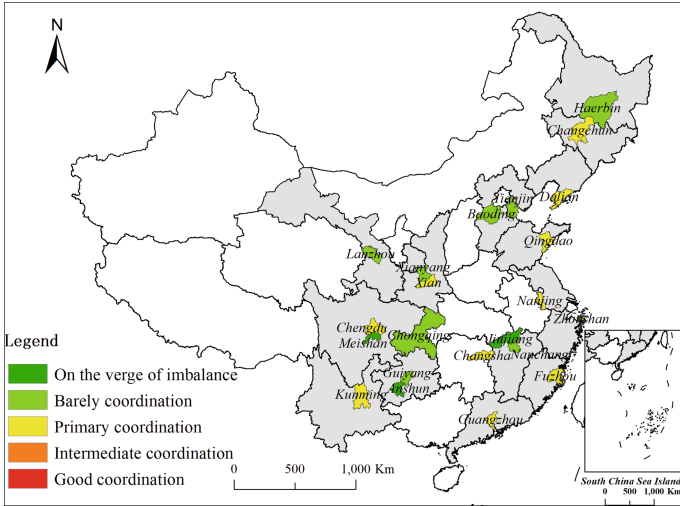 N
Haerbin
Changchun
Tianjin
Dalian
Baoding
Qingdao
Lanzhou
Xianyang
Xian
Nanjing
Zhoushan
Chengdu
Meishan
Chongqing
Jiujiang
Changsha
Nanchang
Guiyang
Anshun
Kunming
Fuzhou
Guangzhou
Legend
On the verge of imbalance
Barely coordination
Primary coordination
Intermediate coordination
Good coordination
0 500 1,000 Km
South China Sea Island
0 500 1,000 Km